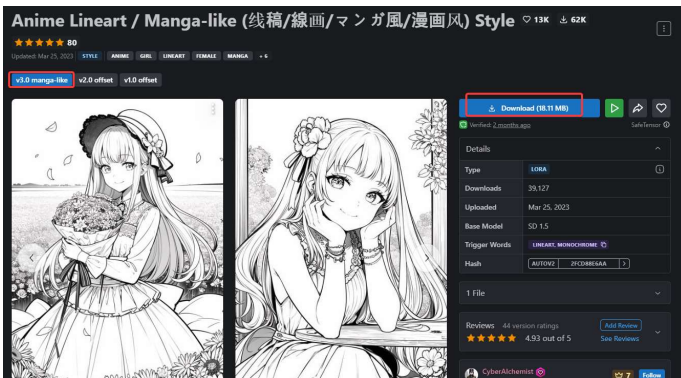 Anime Lineart / Manga-like (线稿/線画/マンガ風/漫画风) Style 13K 62K
80
Updated: Mar 25, 2023 STYLE ANIME GIRL LINEART FEMALE MANGA + 6
v3.0 manga-like v2.0 offset v1.0 offset
Download (18.11 MB)
Verified: 2 months ago SafeTensor
Details
Type LORA
Downloads 39,127
Uploaded Mar 25, 2023
Base Model SD 1.5
Trigger Words LINEART, MONOCHROME
Hash AUTOV2 2FCD88E6AA
1 File
Reviews 44 version ratings Add Review
4.93 out of 5 See Reviews
CyberAlchemist 7 Follow